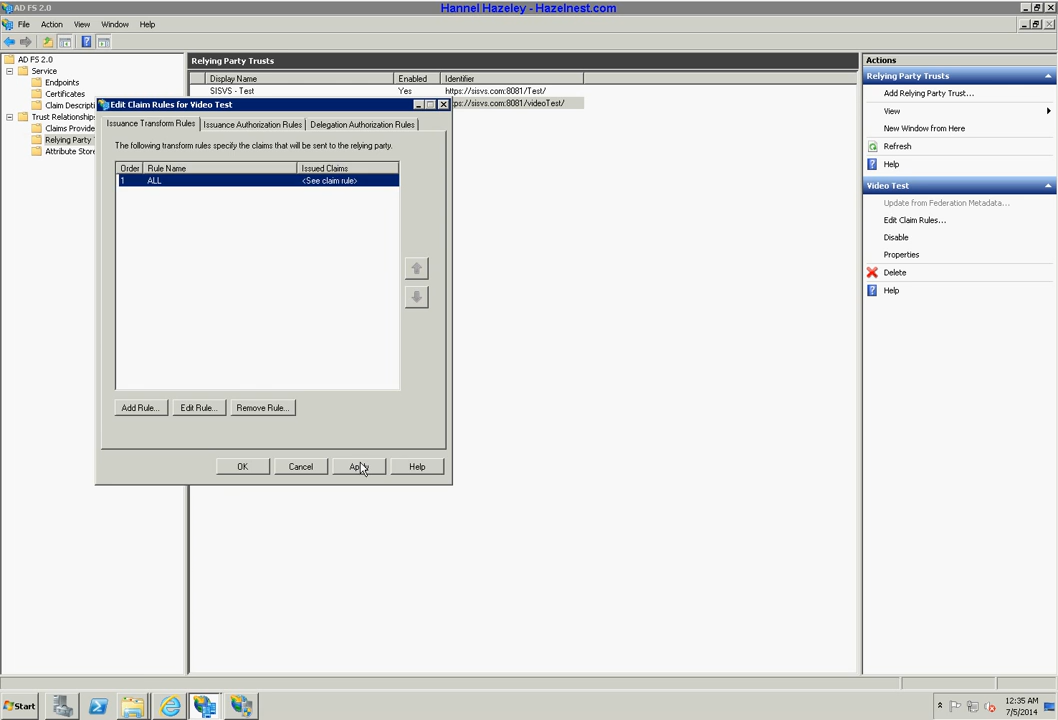 AD FS 2.0
Hannel Hazeley - Hazelnest.com
File Action View Window Help
AD FS 2.0
Service
Endpoints
Certificates
Claim Descripti
Trust Relationships
Claims Provide
Relying Party
Attribute Store
Relying Party Trusts
Display Name Enabled Identifier
SISVS - Test Yes https://sisvs.com:8081/Test/
ps://sisvs.com:8081/videoTest/
Edit Claim Rules for Video Test
Issuance Transform Rules Issuance Authorization Rules Delegation Authorization Rules
The following transform rules specify the claims that will be sent to the relying party.
Order Rule Name Issued Claims
1 ALL <See claim rule>
Add Rule... Edit Rule... Remove Rule...
OK Cancel Apply Help
Actions
Relying Party Trusts
Add Relying Party Trust...
View
New Window from Here
Refresh
Help
Video Test
Update from Federation Metadata...
Edit Claim Rules...
Disable
Properties
Delete
Help
Start
12:35 AM
7/5/2014